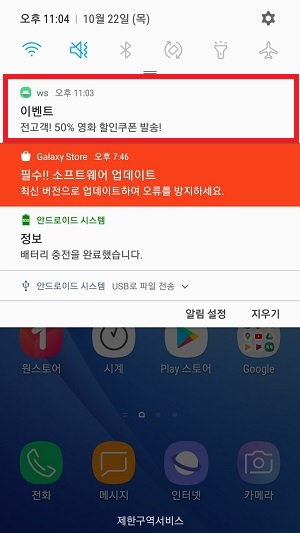 오후 11:04 | 10월 22일 (목)
ws 오후 11:03
이벤트
전고객! 50% 영화 할인쿠폰 발송!
Galaxy Store 오후 7:46
필수!! 소프트웨어 업데이트
최신 버전으로 업데이트하여 오류를 방지하세요.
안드로이드 시스템
정보
배터리 충전을 완료했습니다.
안드로이드 시스템 USB로 파일 전송
알림 설정 지우기
1
원스토어 시계 Play 스토어 Google
전화 메시지 인터넷 카메라
제한구역서비스